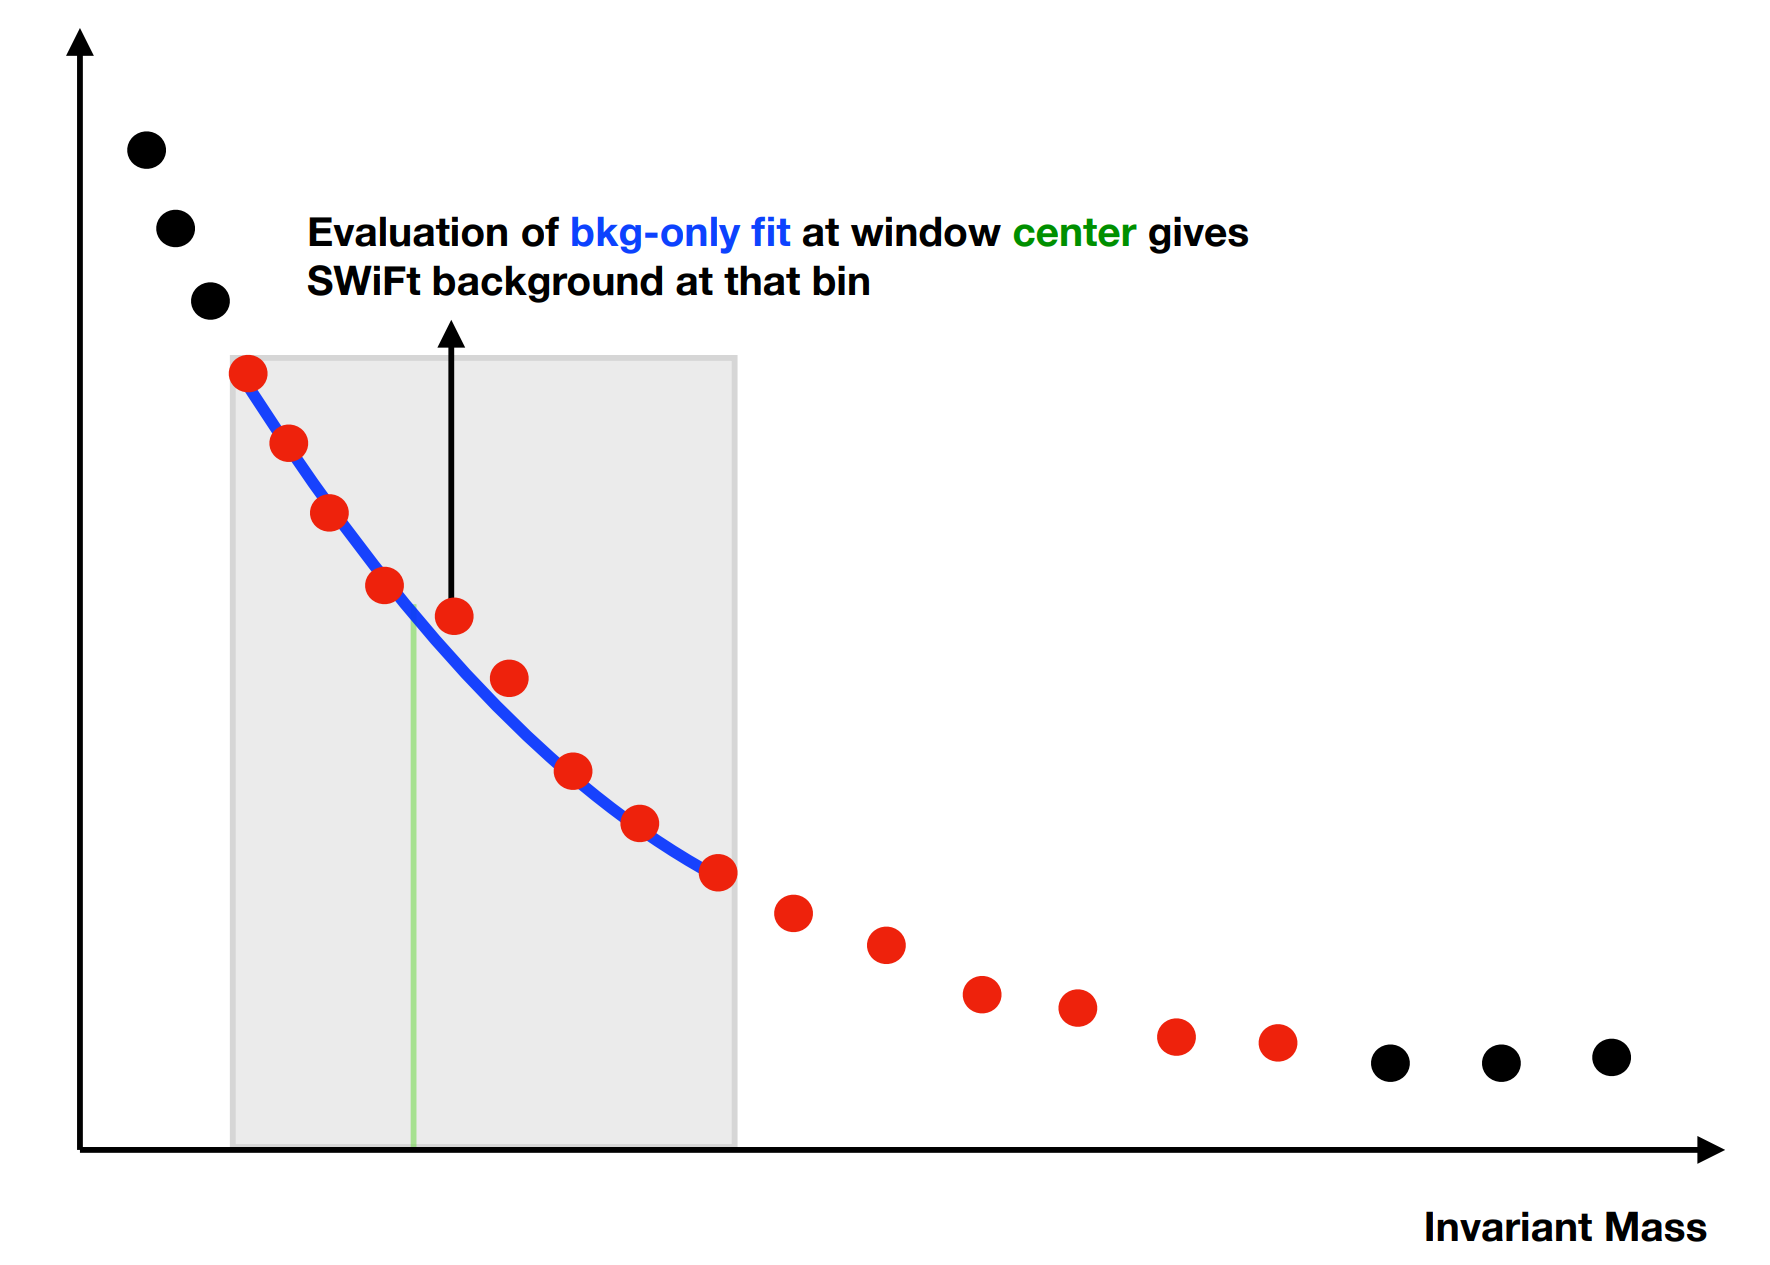 Evaluation of bkg-only fit at window center gives
SWiFt background at that bin
Invariant Mass